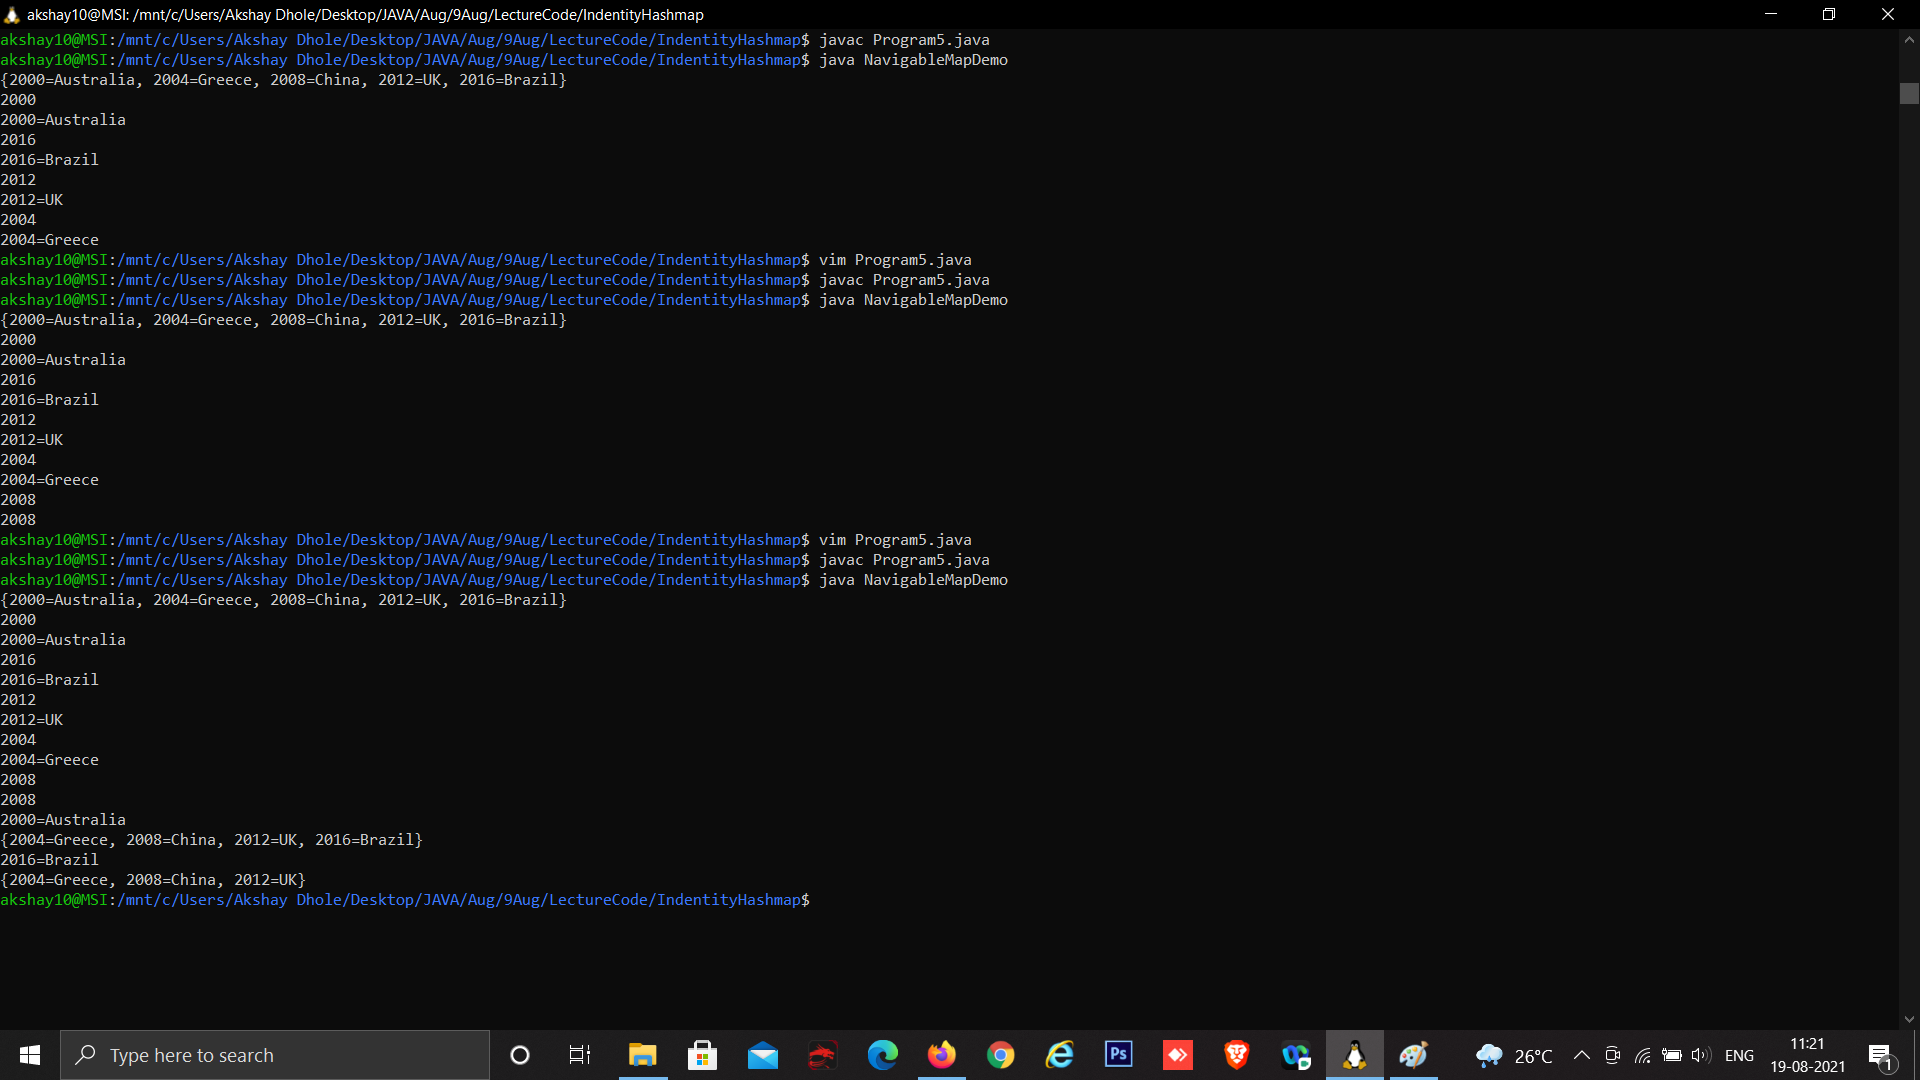 akshay10@MSI: /mnt/c/Users/Akshay Dhole/Desktop/JAVA/Aug/9Aug/LectureCode/IndentityHashmap
akshay10@MSI:/mnt/c/Users/Akshay Dhole/Desktop/JAVA/Aug/9Aug/LectureCode/IndentityHashmap$ javac Program5.java
akshay10@MSI:/mnt/c/Users/Akshay Dhole/Desktop/JAVA/Aug/9Aug/LectureCode/IndentityHashmap$ java NavigableMapDemo
{2000=Australia, 2004=Greece, 2008=China, 2012=UK, 2016=Brazil}
2000
2000=Australia
2016
2016=Brazil
2012
2012=UK
2004
2004=Greece
akshay10@MSI:/mnt/c/Users/Akshay Dhole/Desktop/JAVA/Aug/9Aug/LectureCode/IndentityHashmap$ vim Program5.java
akshay10@MSI:/mnt/c/Users/Akshay Dhole/Desktop/JAVA/Aug/9Aug/LectureCode/IndentityHashmap$ javac Program5.java
akshay10@MSI:/mnt/c/Users/Akshay Dhole/Desktop/JAVA/Aug/9Aug/LectureCode/IndentityHashmap$ java NavigableMapDemo
{2000=Australia, 2004=Greece, 2008=China, 2012=UK, 2016=Brazil}
2000
2000=Australia
2016
2016=Brazil
2012
2012=UK
2004
2004=Greece
2008
2008
akshay10@MSI:/mnt/c/Users/Akshay Dhole/Desktop/JAVA/Aug/9Aug/LectureCode/IndentityHashmap$ vim Program5.java
akshay10@MSI:/mnt/c/Users/Akshay Dhole/Desktop/JAVA/Aug/9Aug/LectureCode/IndentityHashmap$ javac Program5.java
akshay10@MSI:/mnt/c/Users/Akshay Dhole/Desktop/JAVA/Aug/9Aug/LectureCode/IndentityHashmap$ java NavigableMapDemo
{2000=Australia, 2004=Greece, 2008=China, 2012=UK, 2016=Brazil}
2000
2000=Australia
2016
2016=Brazil
2012
2012=UK
2004
2004=Greece
2008
2008
2000=Australia
{2004=Greece, 2008=China, 2012=UK, 2016=Brazil}
2016=Brazil
{2004=Greece, 2008=China, 2012=UK}
akshay10@MSI:/mnt/c/Users/Akshay Dhole/Desktop/JAVA/Aug/9Aug/LectureCode/IndentityHashmap$
Type here to search
Ps
26°C
ENG
11:21
19-08-2021
1